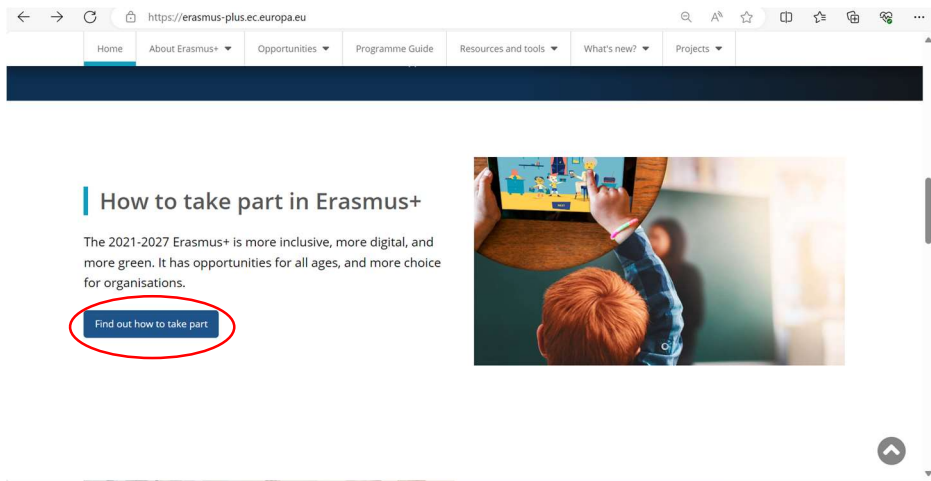 https://erasmus-plus.ec.europa.eu
Home About Erasmus+ Opportunities Programme Guide Resources and tools What's new? Projects
How to take part in Erasmus+
The 2021-2027 Erasmus+ is more inclusive, more digital, and
more green. It has opportunities for all ages, and more choice
for organisations.
Find out how to take part